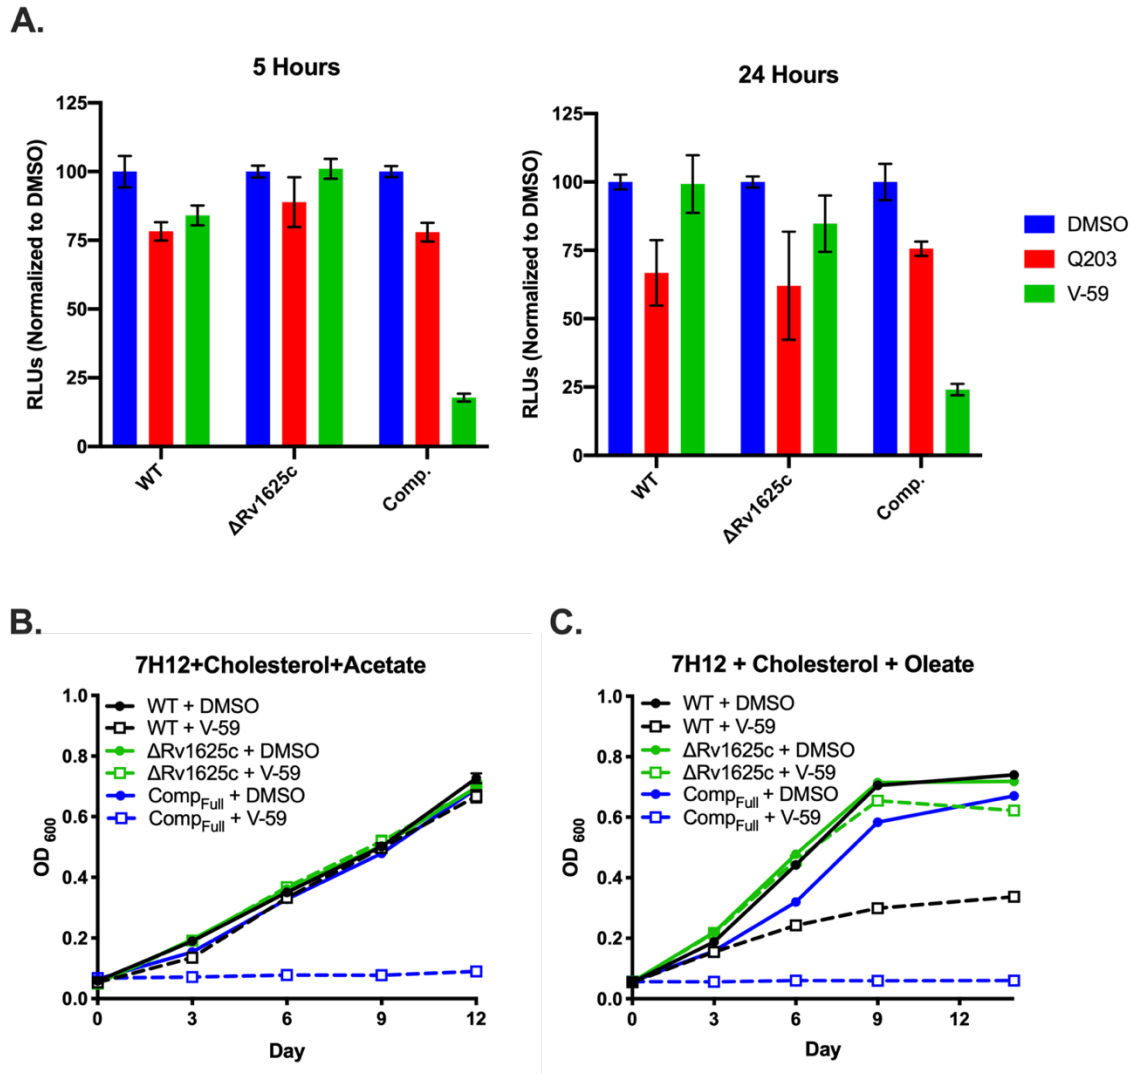 A.
5 Hours
RLUs (Normalized to DMSO)
125
100
75
50
25
0
WT
ΔRv1625c
Comp.
24 Hours
RLUs (Normalized to DMSO)
125
100
75
50
25
0
WT
ΔRv1625c
Comp.
DMSO
Q203
V-59
B.
7H12+Cholesterol+Acetate
WT + DMSO
WT + V-59
ΔRv1625c + DMSO
ΔRv1625c + V-59
CompFull + DMSO
CompFull + V-59
OD 600
1.0
0.8
0.6
0.4
0.2
0.0
0 3 6 9 12
Day
C.
7H12 + Cholesterol + Oleate
WT + DMSO
WT + V-59
ΔRv1625c + DMSO
ΔRv1625c + V-59
CompFull + DMSO
CompFull + V-59
OD 600
1.0
0.8
0.6
0.4
0.2
0.0
0 3 6 9 12
Day